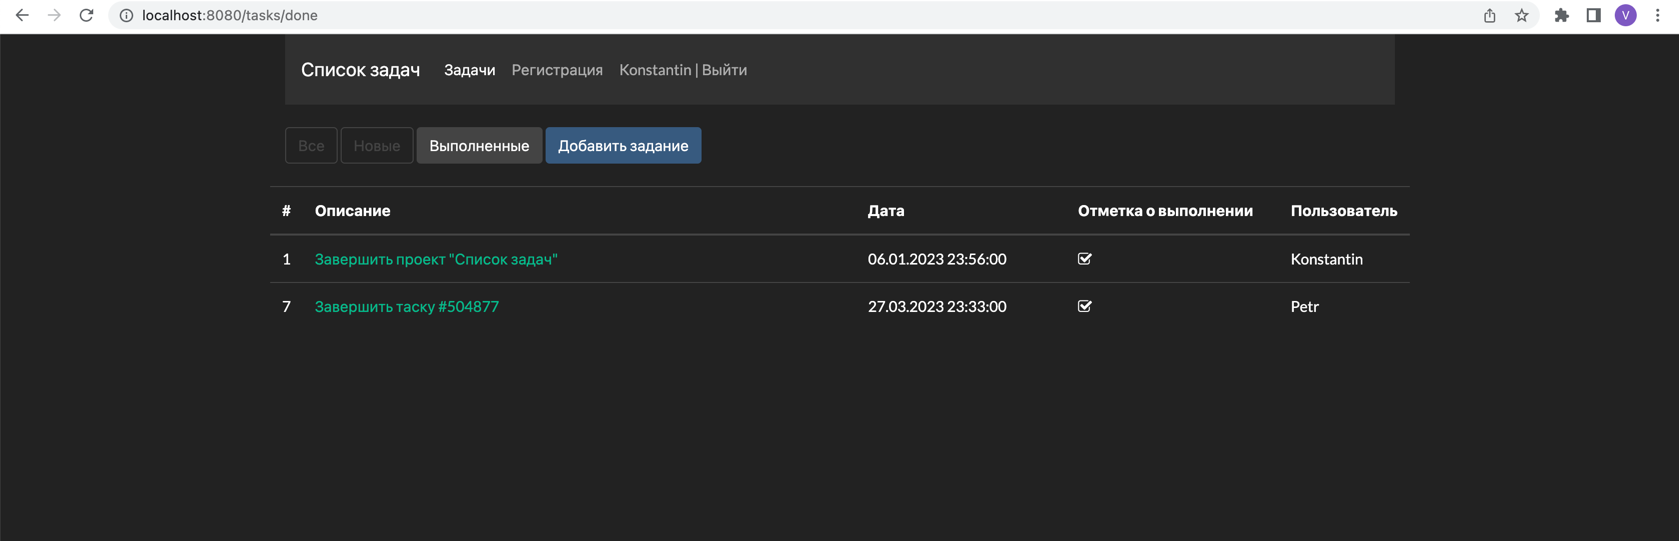 localhost:8080/tasks/done
V
Список задач Задачи Регистрация Konstantin | Выйти
Все Новые Выполненные Добавить задание
# Описание Дата Отметка о выполнении Пользователь
1 Завершить проект "Список задач" 06.01.2023 23:56:00 Konstantin
7 Завершить таску #504877 27.03.2023 23:33:00 Petr